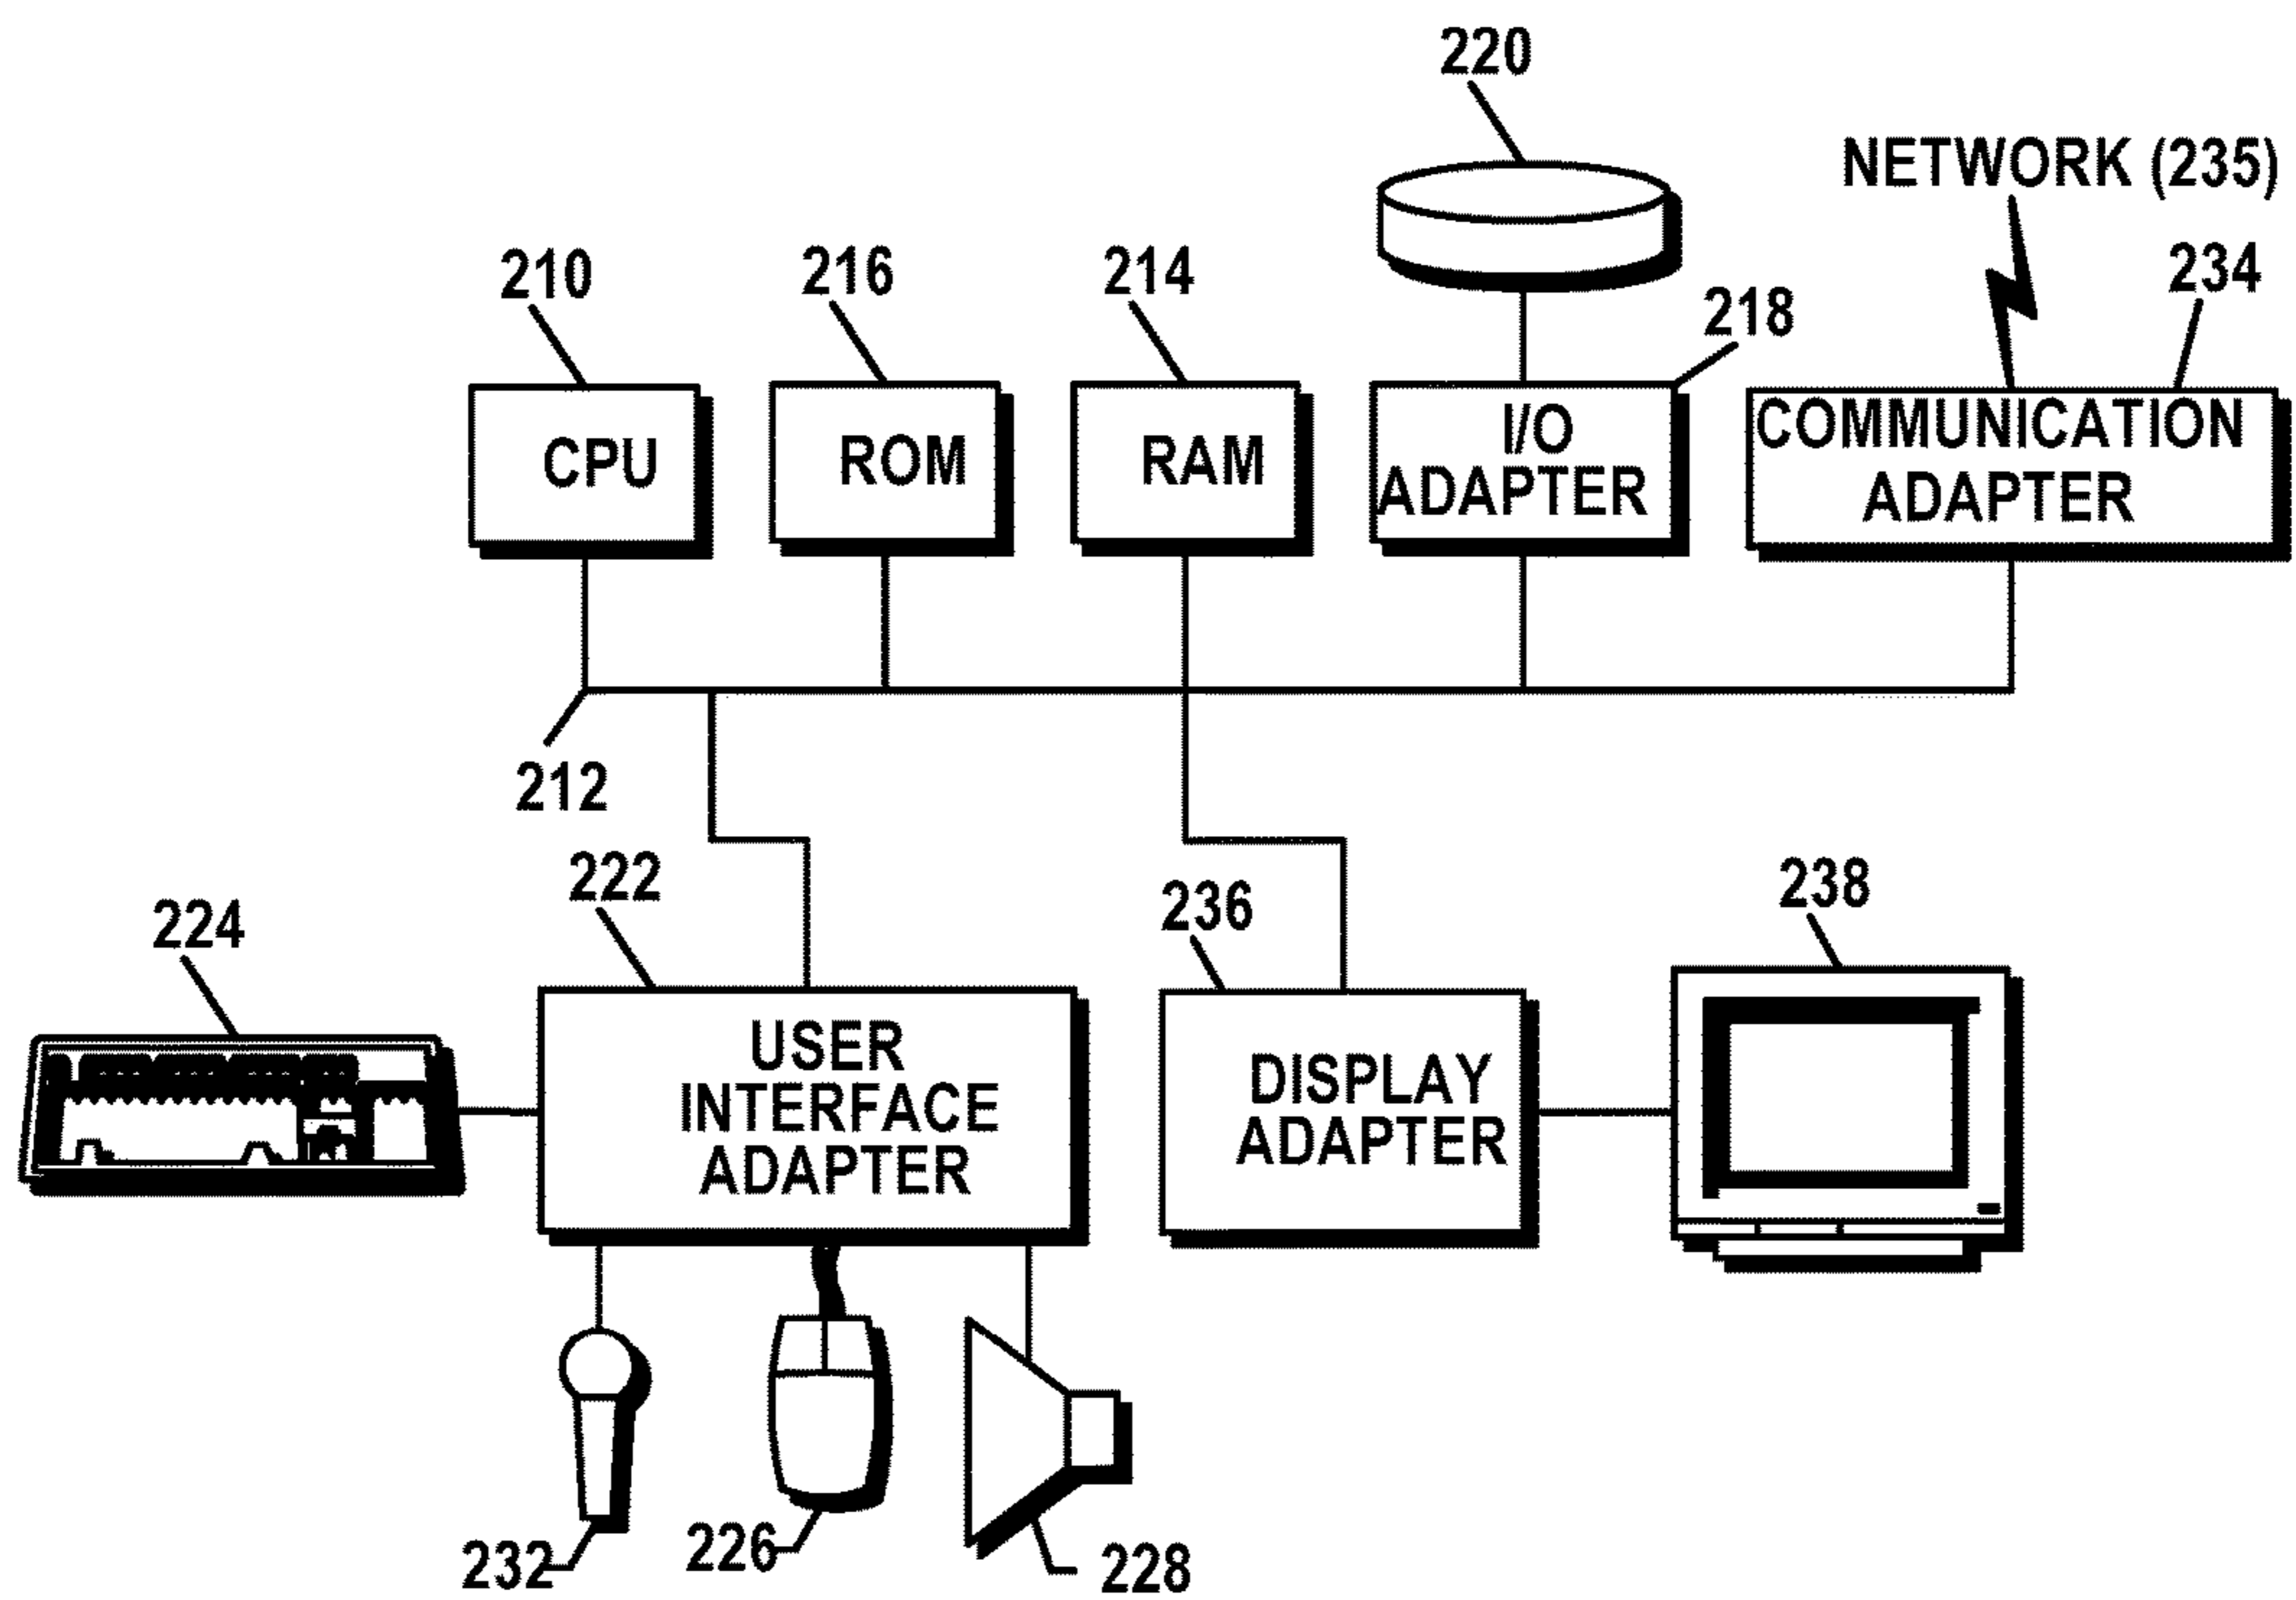 220
NETWORK (235)
210
216
214
218
234
CPU
ROM
RAM
I/O
ADAPTER
COMMUNICATION
ADAPTER
212
222
236
238
224
USER
INTERFACE
ADAPTER
DISPLAY
ADAPTER
232
226
228